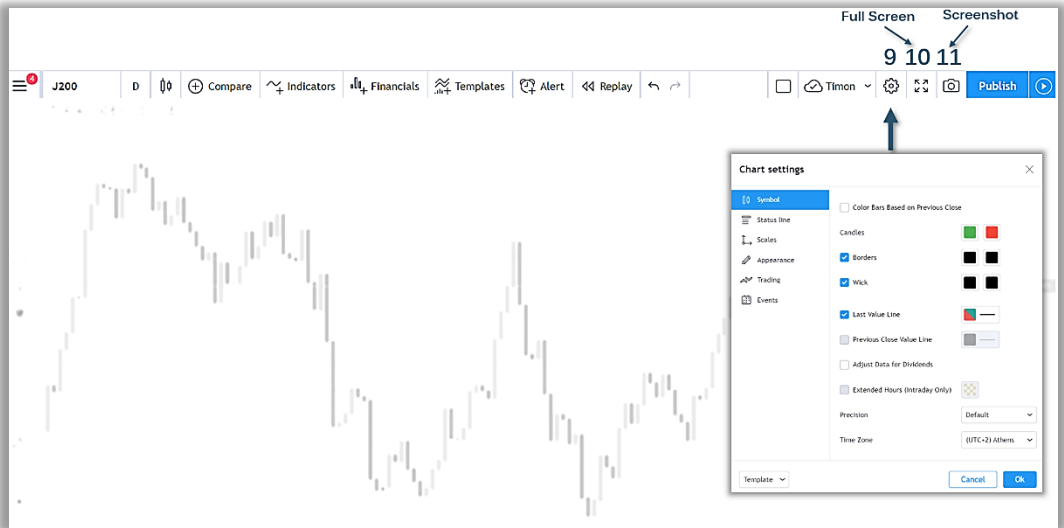 Full Screen
Screenshot
9 10 11
4
J200 D Compare Indicators Financials Templates Alert Replay Timon Publish
Chart settings
Symbol
Status line
Scales
Appearance
Trading
Events
Color Bars Based on Previous Close
Candles
Borders
Wick
Last Value Line
Previous Close Value Line
Adjust Data for Dividends
Extended Hours (Intraday Only)
Precision Default
Time Zone (UTC+2) Athens
Template Cancel Ok